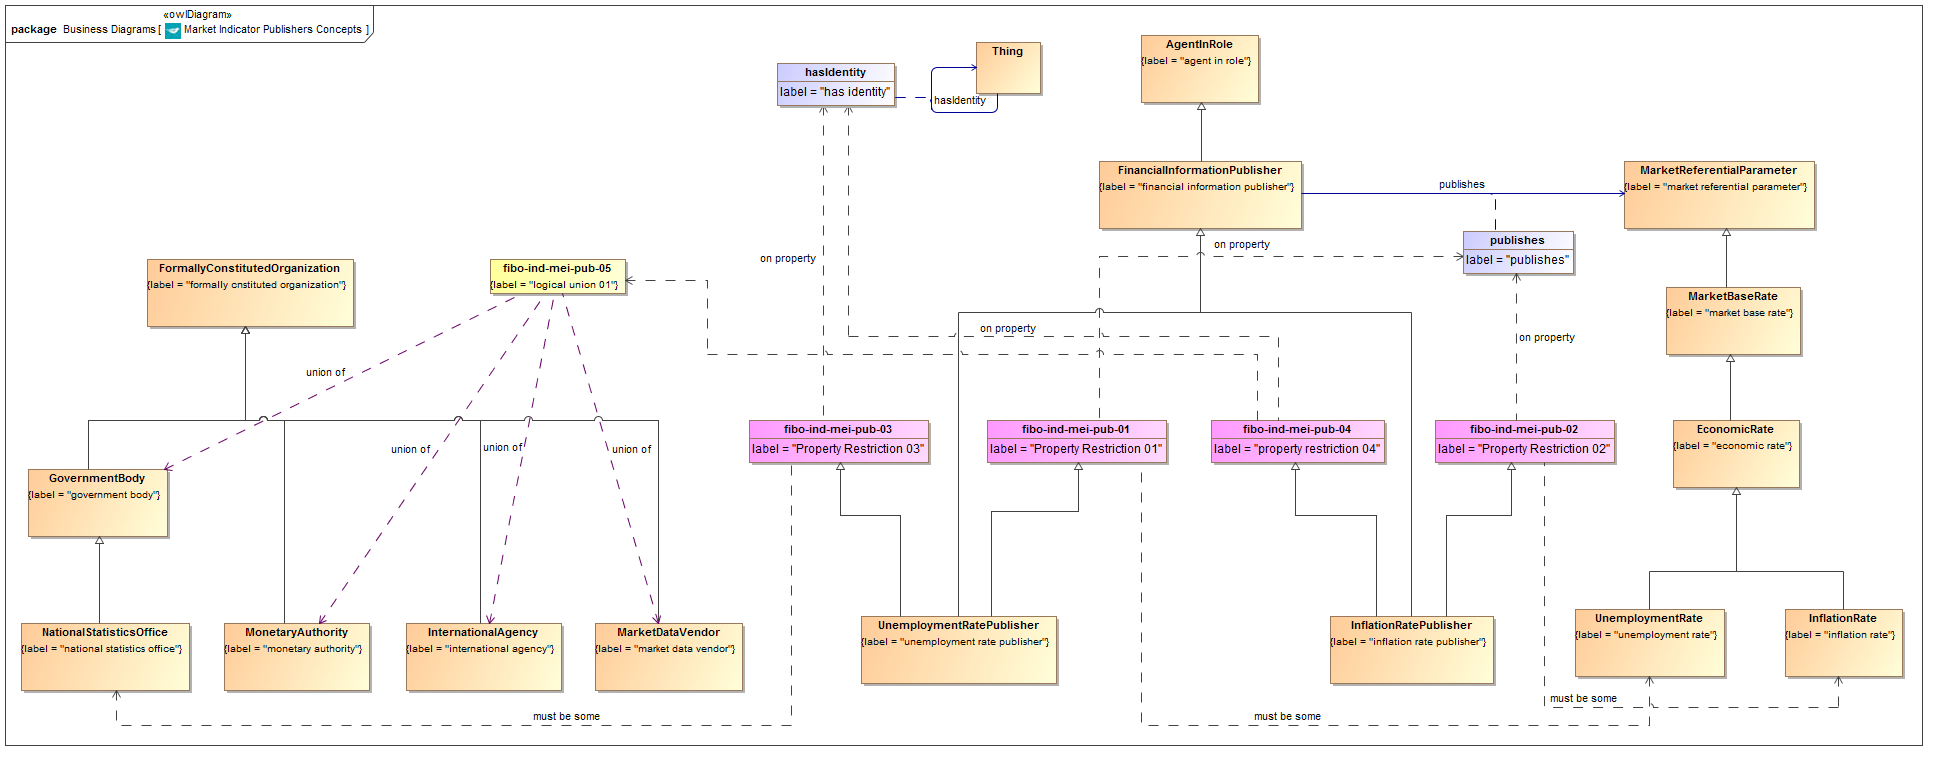 «owlDiagram»
package Business Diagrams [ Market Indicator Publishers Concepts ]
Thing
hasIdentity
label = "has identity"
hasIdentity
AgentInRole
{label = "agent in role"}
FinancialInformationPublisher
{label = "financial information publisher"}
publishes
MarketReferentialParameter
{label = "market referential parameter"}
publishes
label = "publishes"
on property
on property
FormallyConstitutedOrganization
{label = "formally cnstituted organization"}
fibo-ind-mei-pub-05
{label = "logical union 01"}
MarketBaseRate
{label = "market base rate"}
on property
on property
union of
union of
union of
union of
fibo-ind-mei-pub-03
label = "Property Restriction 03"
fibo-ind-mei-pub-01
label = "Property Restriction 01"
fibo-ind-mei-pub-04
label = "property restriction 04"
fibo-ind-mei-pub-02
label = "Property Restriction 02"
EconomicRate
{label = "economic rate"}
GovernmentBody
{label = "government body"}
NationalStatisticsOffice
{label = "national statistics office"}
MonetaryAuthority
{label = "monetary authority"}
InternationalAgency
{label = "international agency"}
MarketDataVendor
{label = "market data vendor"}
UnemploymentRatePublisher
{label = "unemployment rate publisher"}
InflationRatePublisher
{label = "inflation rate publisher"}
UnemploymentRate
{label = "unemployment rate"}
InflationRate
{label = "inflation rate"}
must be some
must be some
must be some